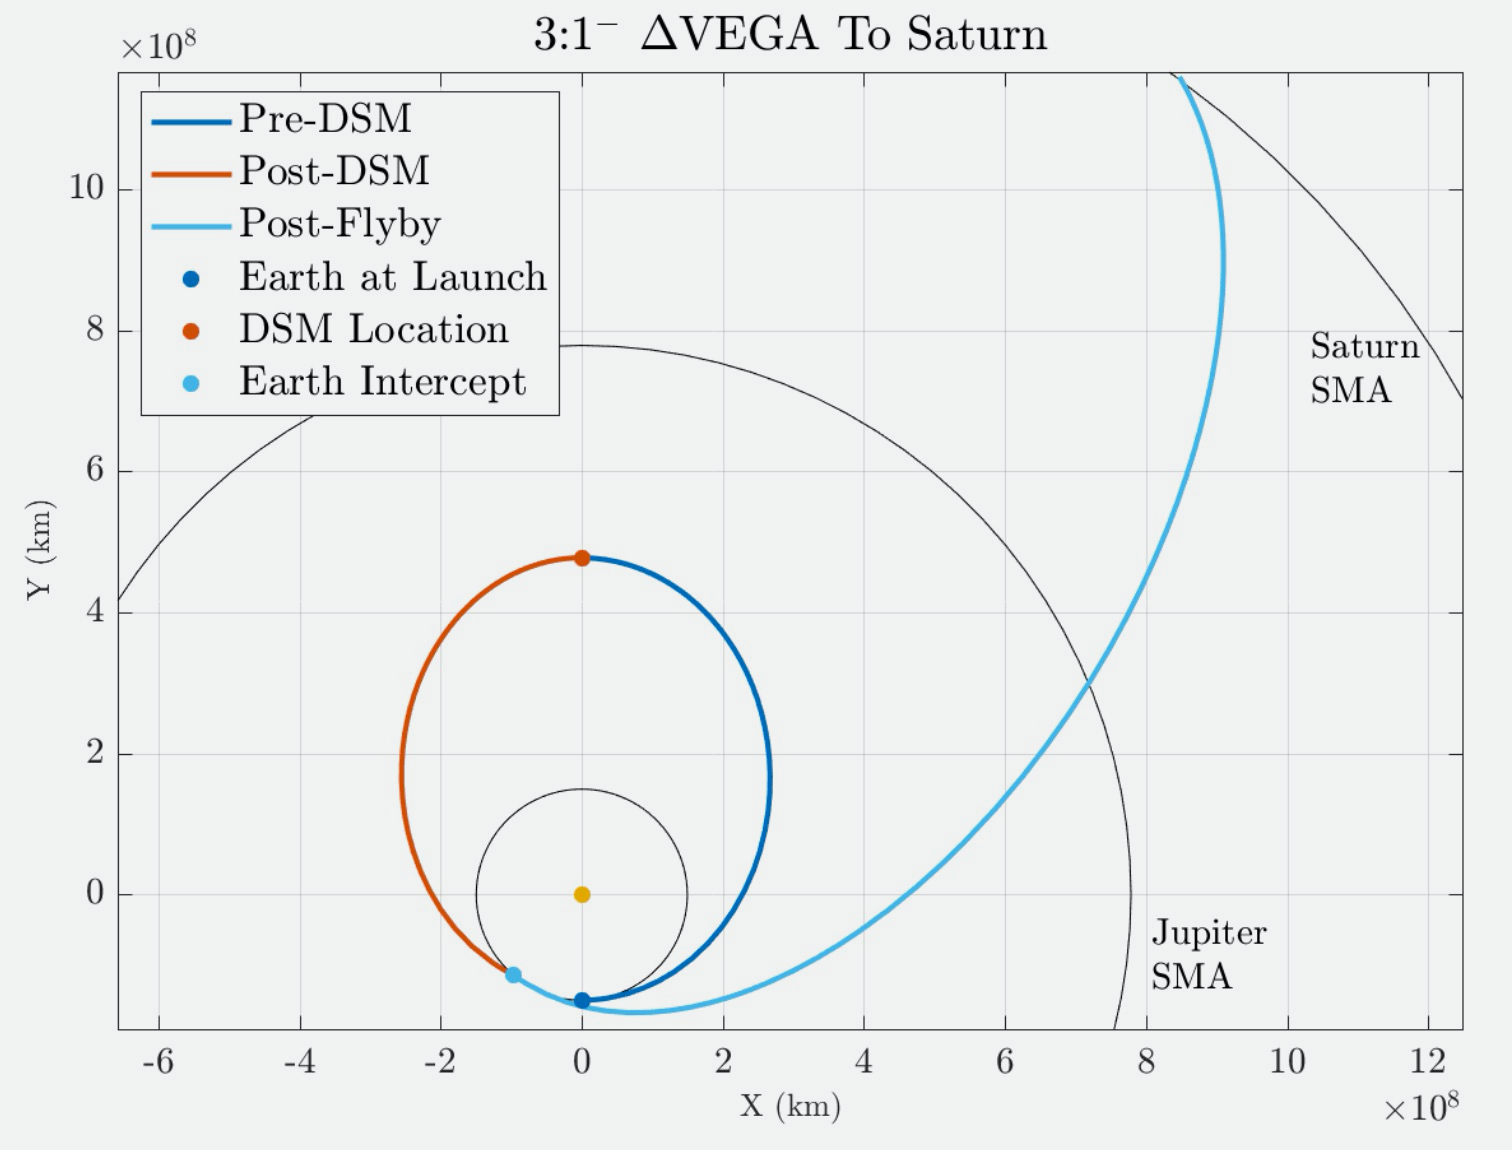 3:1⁻ ΔVEGA To Saturn
×10⁸
Pre-DSM
Post-DSM
Post-Flyby
Earth at Launch
DSM Location
Earth Intercept
10
8
6
4
2
0
Y (km)
Saturn
SMA
Jupiter
SMA
-6 -4 -2 0 2 4 6 8 10 12
X (km)
×10⁸